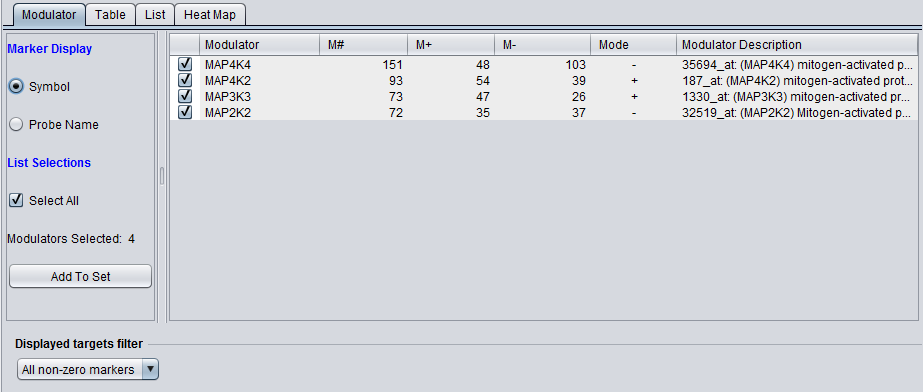 Modulator Table List Heat Map
Marker Display
Symbol
Probe Name
List Selections
Select All
Modulators Selected: 4
Add To Set
Modulator M# M+ M- Mode Modulator Description
MAP4K4 151 48 103 - 35694_at: (MAP4K4) mitogen-activated p...
MAP4K2 93 54 39 + 187_at: (MAP4K2) mitogen-activated prot...
MAP3K3 73 47 26 + 1330_at: (MAP3K3) mitogen-activated pr...
MAP2K2 72 35 37 - 32519_at: (MAP2K2) Mitogen-activated p...
Displayed targets filter
All non-zero markers